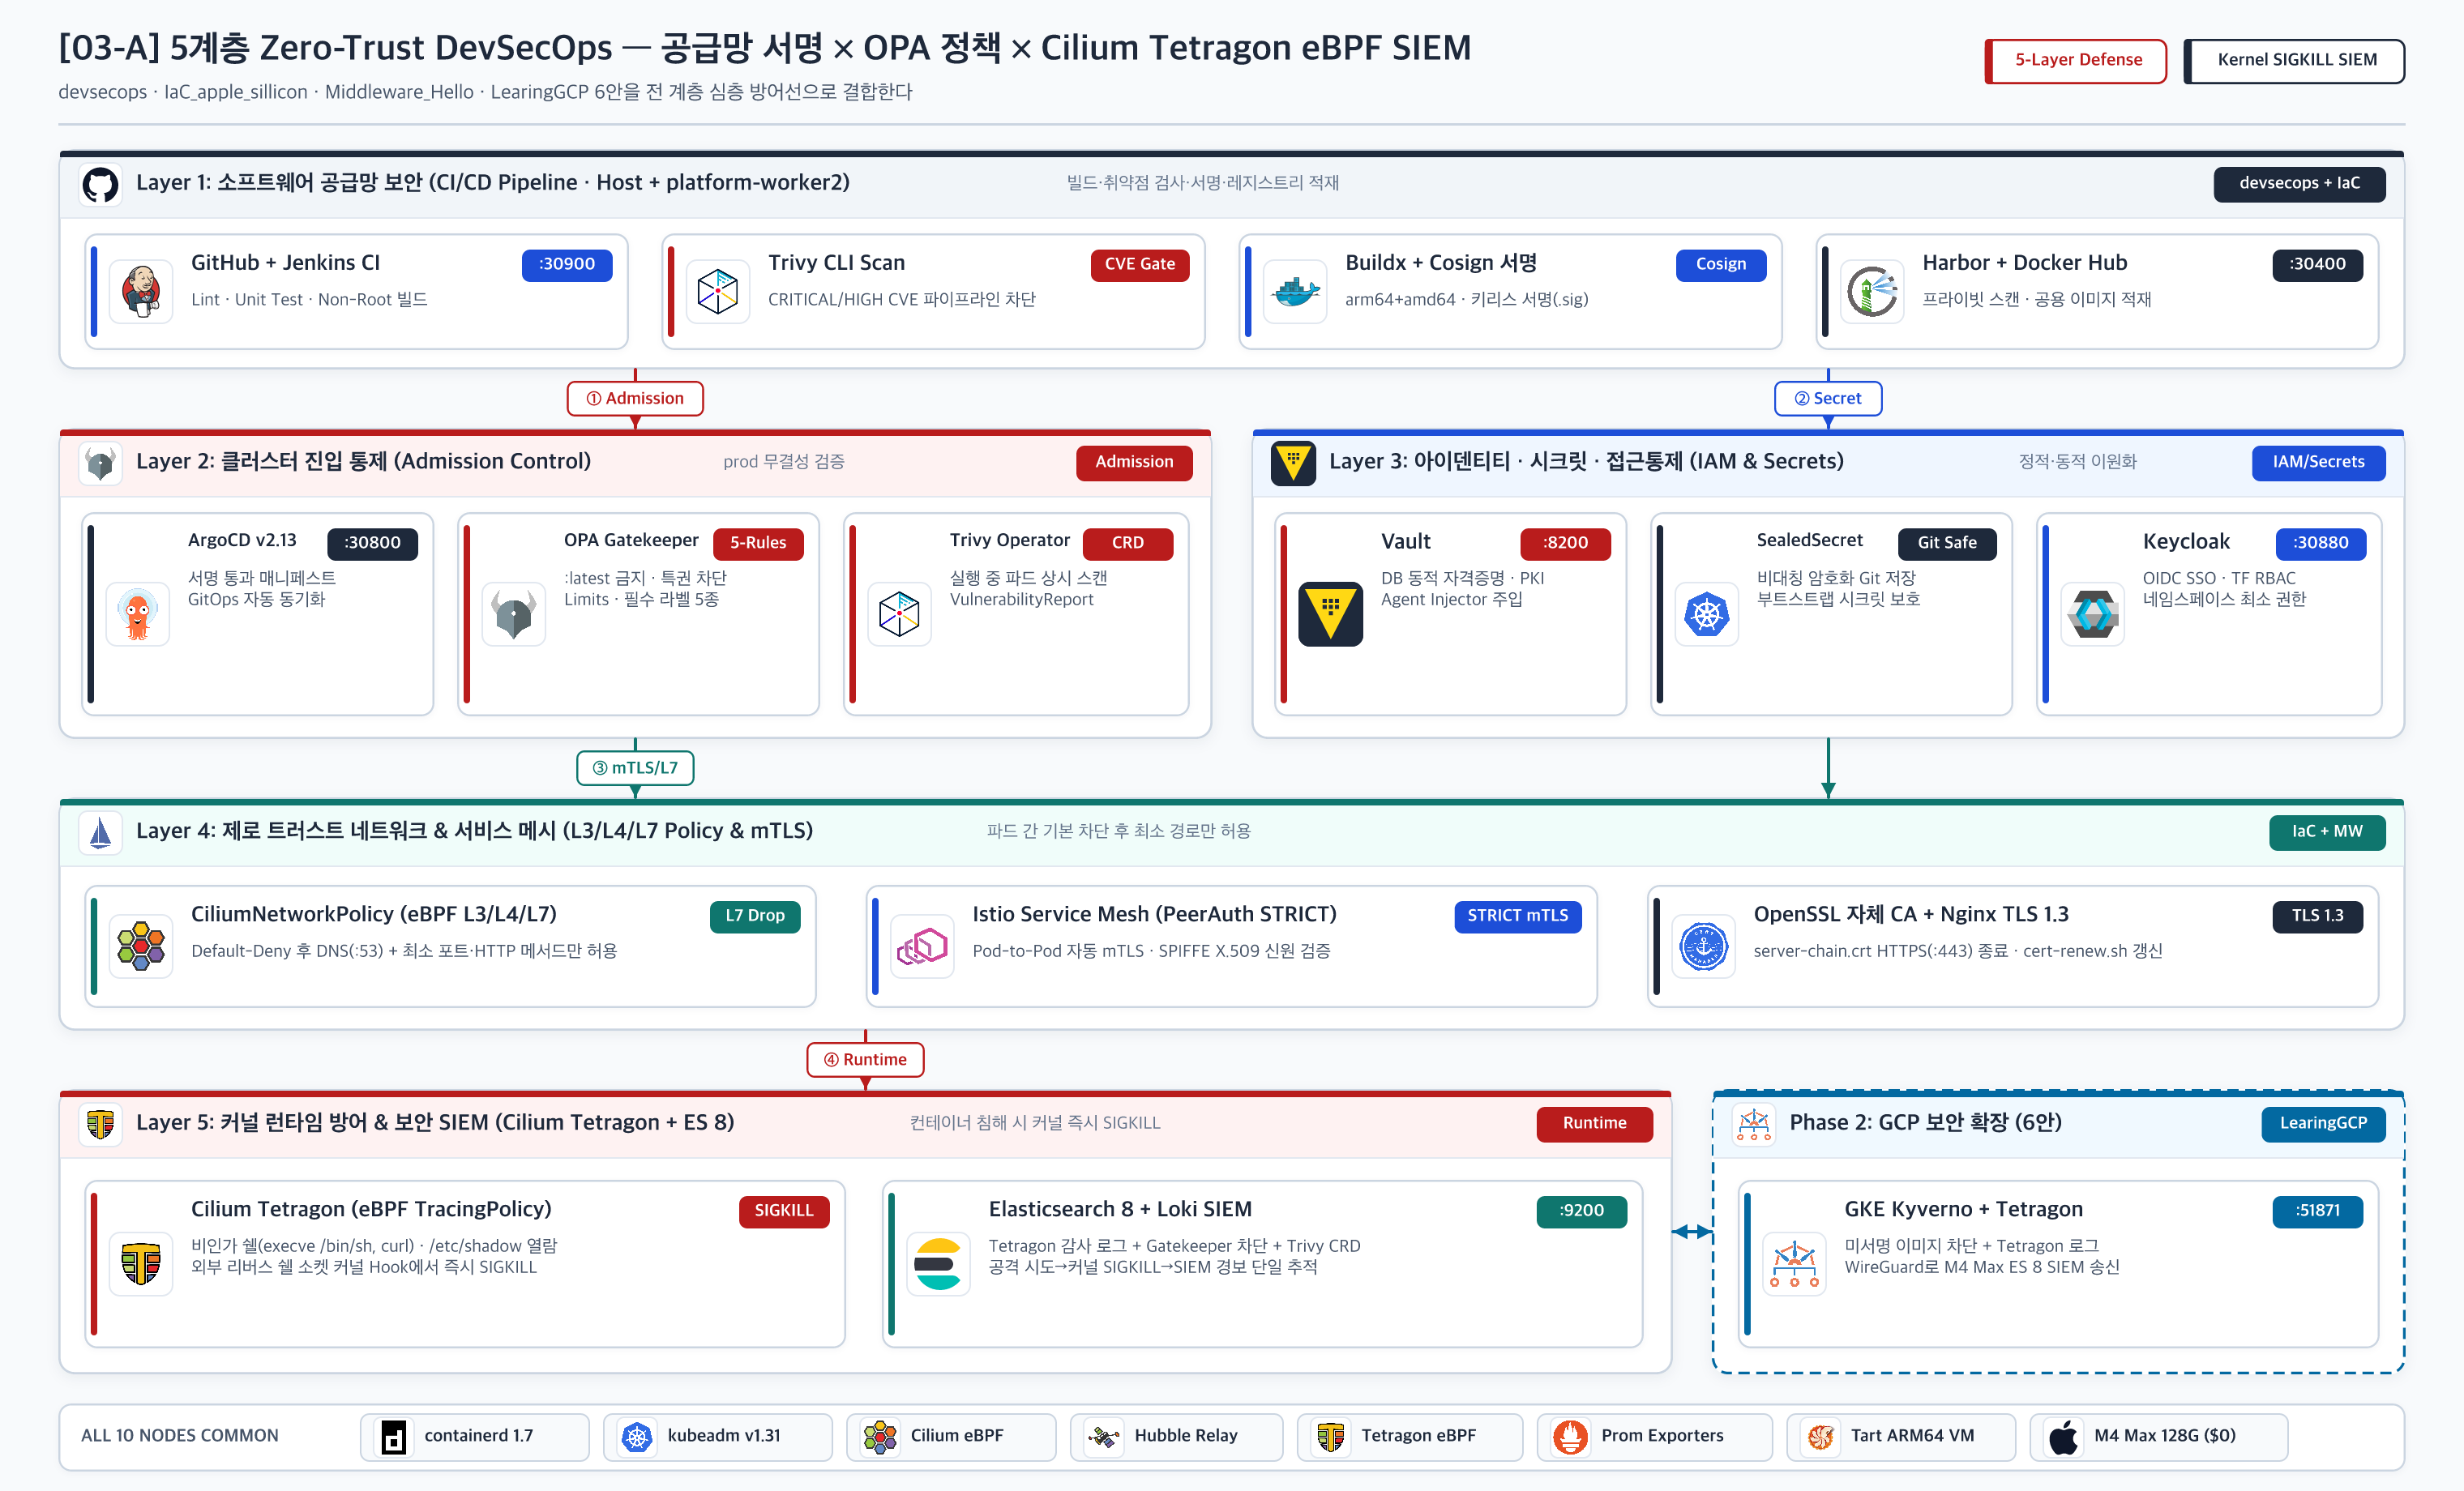 [03-A] 5계층 Zero-Trust DevSecOps — 공급망 서명 × OPA 정책 × Cilium Tetragon eBPF SIEM
devsecops · IaC_apple_sillicon · Middleware_Hello · LearingGCP 6안을 전 계층 심층 방어선으로 결합한다
5-Layer Defense
Kernel SIGKILL SIEM
Layer 1: 소프트웨어 공급망 보안 (CI/CD Pipeline · Host + platform-worker2)
빌드·취약점 검사·서명·레지스트리 적재
devsecops + IaC
GitHub + Jenkins CI
:30900
Lint · Unit Test · Non-Root 빌드
Trivy CLI Scan
CVE Gate
CRITICAL/HIGH CVE 파이프라인 차단
Buildx + Cosign 서명
Cosign
arm64+amd64 · 키리스 서명(.sig)
Harbor + Docker Hub
:30400
프라이빗 스캔 · 공용 이미지 적재
① Admission
② Secret
Layer 2: 클러스터 진입 통제 (Admission Control)
prod 무결성 검증
Admission
ArgoCD v2.13
:30800
서명 통과 매니페스트
GitOps 자동 동기화
OPA Gatekeeper
5-Rules
:latest 금지 · 특권 차단
Limits · 필수 라벨 5종
Trivy Operator
CRD
실행 중 파드 상시 스캔
VulnerabilityReport
Layer 3: 아이덴티티 · 시크릿 · 접근통제 (IAM & Secrets)
정적·동적 이원화
IAM/Secrets
Vault
:8200
DB 동적 자격증명 · PKI
Agent Injector 주입
SealedSecret
Git Safe
비대칭 암호화 Git 저장
부트스트랩 시크릿 보호
Keycloak
:30880
OIDC SSO · TF RBAC
네임스페이스 최소 권한
③ mTLS/L7
Layer 4: 제로 트러스트 네트워크 & 서비스 메시 (L3/L4/L7 Policy & mTLS)
파드 간 기본 차단 후 최소 경로만 허용
IaC + MW
CiliumNetworkPolicy (eBPF L3/L4/L7)
L7 Drop
Default-Deny 후 DNS(:53) + 최소 포트·HTTP 메서드만 허용
Istio Service Mesh (PeerAuth STRICT)
STRICT mTLS
Pod-to-Pod 자동 mTLS · SPIFFE X.509 신원 검증
OpenSSL 자체 CA + Nginx TLS 1.3
TLS 1.3
server-chain.crt HTTPS(:443) 종료 · cert-renew.sh 갱신
④ Runtime
Layer 5: 커널 런타임 방어 & 보안 SIEM (Cilium Tetragon + ES 8)
컨테이너 침해 시 커널 즉시 SIGKILL
Runtime
Cilium Tetragon (eBPF TracingPolicy)
SIGKILL
비인가 쉘(execve /bin/sh, curl) · /etc/shadow 열람
외부 리버스 쉘 소켓 커널 Hook에서 즉시 SIGKILL
Elasticsearch 8 + Loki SIEM
:9200
Tetragon 감사 로그 + Gatekeeper 차단 + Trivy CRD
공격 시도→커널 SIGKILL→SIEM 경보 단일 추적
Phase 2: GCP 보안 확장 (6안)
LearingGCP
GKE Kyverno + Tetragon
:51871
미서명 이미지 차단 + Tetragon 로그
WireGuard로 M4 Max ES 8 SIEM 송신
ALL 10 NODES COMMON
containerd 1.7
kubeadm v1.31
Cilium eBPF
Hubble Relay
Tetragon eBPF
Prom Exporters
Tart ARM64 VM
M4 Max 128G ($0)